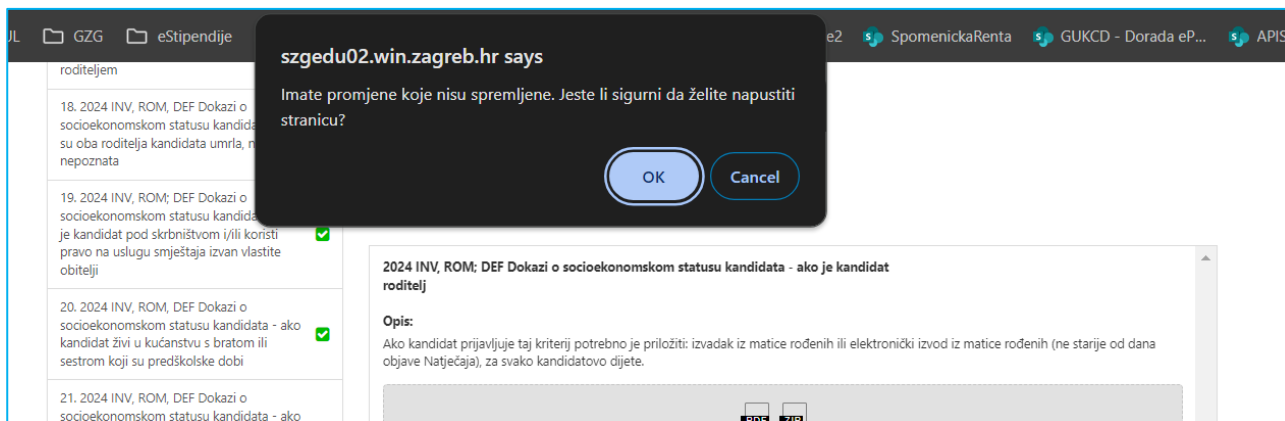 JL GZG eStipendije e2 SpomenickaRenta GUKCD - Dorada eP... APIS
szgedu02.win.zagreb.hr says
Imate promjene koje nisu spremljene. Jeste li sigurni da želite napustiti
stranicu?
OK Cancel
roditeljem
18. 2024 INV, ROM, DEF Dokazi o
socioekonomskom statusu kandida
su oba roditelja kandidata umrla, n
nepoznata
19. 2024 INV, ROM; DEF Dokazi o
socioekonomskom statusu kandida
je kandidat pod skrbništvom i/ili koristi
pravo na uslugu smještaja izvan vlastite
obitelji
20. 2024 INV, ROM, DEF Dokazi o
socioekonomskom statusu kandidata - ako
kandidat živi u kućanstvu s bratom ili
sestrom koji su predškolske dobi
21. 2024 INV, ROM, DEF Dokazi o
socioekonomskom statusu kandidata - ako
2024 INV, ROM; DEF Dokazi o socioekonomskom statusu kandidata - ako je kandidat
roditelj
Opis:
Ako kandidat prijavljuje taj kriterij potrebno je priložiti: izvadak iz matice rođenih ili elektronički izvod iz matice rođenih (ne starije od dana
objave Natječaja), za svako kandidatovo dijete.
PDF ZIP